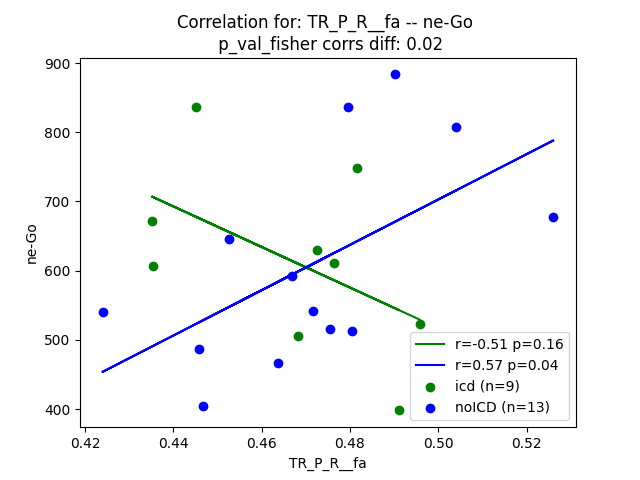 Correlation for: TR_P_R__fa -- ne-Go
p_val_fisher corrs diff: 0.02
900
800
700
600
500
400
ne-Go
r=-0.51 p=0.16
r=0.57 p=0.04
icd (n=9)
noICD (n=13)
0.42 0.44 0.46 0.48 0.50 0.52
TR_P_R__fa